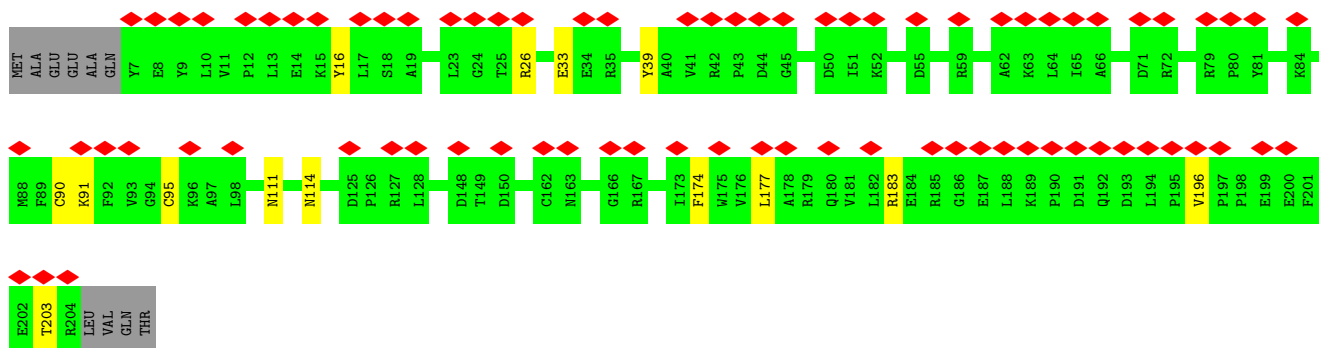 MET ALA GLU GLU ALA GLN Y7 E8 Y9 L10 V11 P12 L13 E14 K15 Y16 L17 S18 A19 L23 G24 T25 R26 E33 E34 R35 Y39 A40 V41 R42 P43 D44 G45 D50 I51 K52 D55 R59 A62 K63 L64 I65 A66 D71 R72 R79 P80 Y81 K84
M88 F89 C90 K91 F92 V93 G94 C95 K96 A97 L98 N111 N114 D125 P126 R127 L128 D148 T149 D150 C162 N163 G166 R167 I173 F174 W175 V176 L177 A178 R179 Q180 V181 L182 R183 E184 R185 G186 E187 L188 K189 P190 D191 Q192 D193 L194 P195 V196 P197 P198 E199 E200 F201
E202 T203 R204 LEU VAL GLN THR